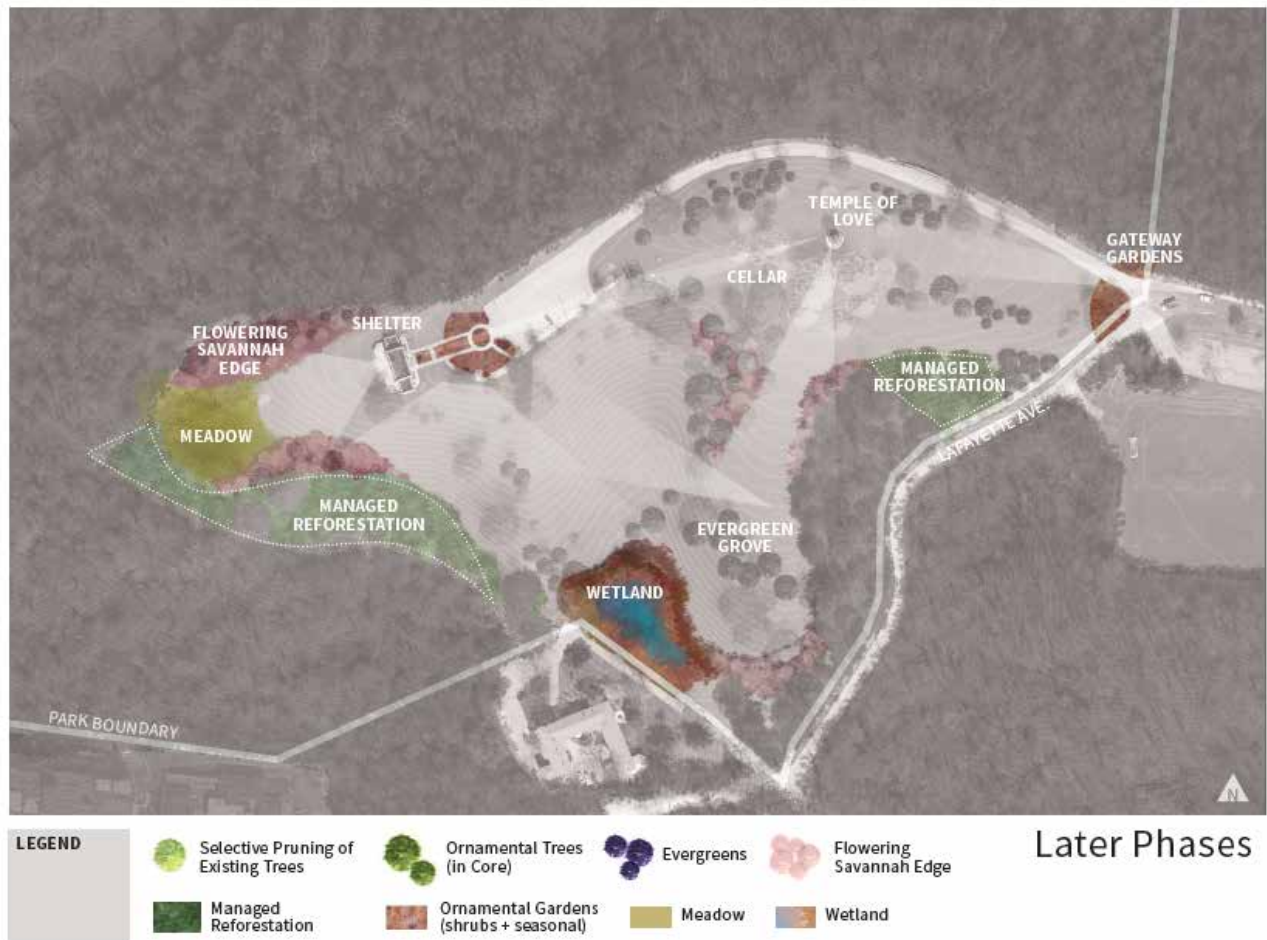 TEMPLE OF
LOVE
GATEWAY
GARDENS
CELLAR
SHELTER
FLOWERING
SAVANNAH
EDGE
MANAGED
REFORESTATION
LAFAYETTE AVE.
MEADOW
MANAGED
REFORESTATION
EVERGREEN
GROVE
WETLAND
PARK BOUNDARY
N
LEGEND
Selective Pruning of
Existing Trees
Ornamental Trees
(in Core)
Evergreens
Flowering
Savannah Edge
Later Phases
Managed
Reforestation
Ornamental Gardens
(shrubs + seasonal)
Meadow
Wetland